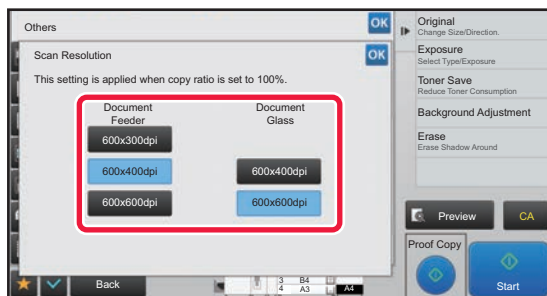 Others
OK
Scan Resolution
OK
This setting is applied when copy ratio is set to 100%.
Document
Feeder
Document
Glass
600x300dpi
600x400dpi
600x400dpi
600x600dpi
600x600dpi
Back
3 B4
4 A3
A4
Original
Change Size/Direction.
Exposure
Select Type/Exposure
Toner Save
Reduce Toner Consumption
Background Adjustment
Erase
Erase Shadow Around
Preview
CA
Proof Copy
Start